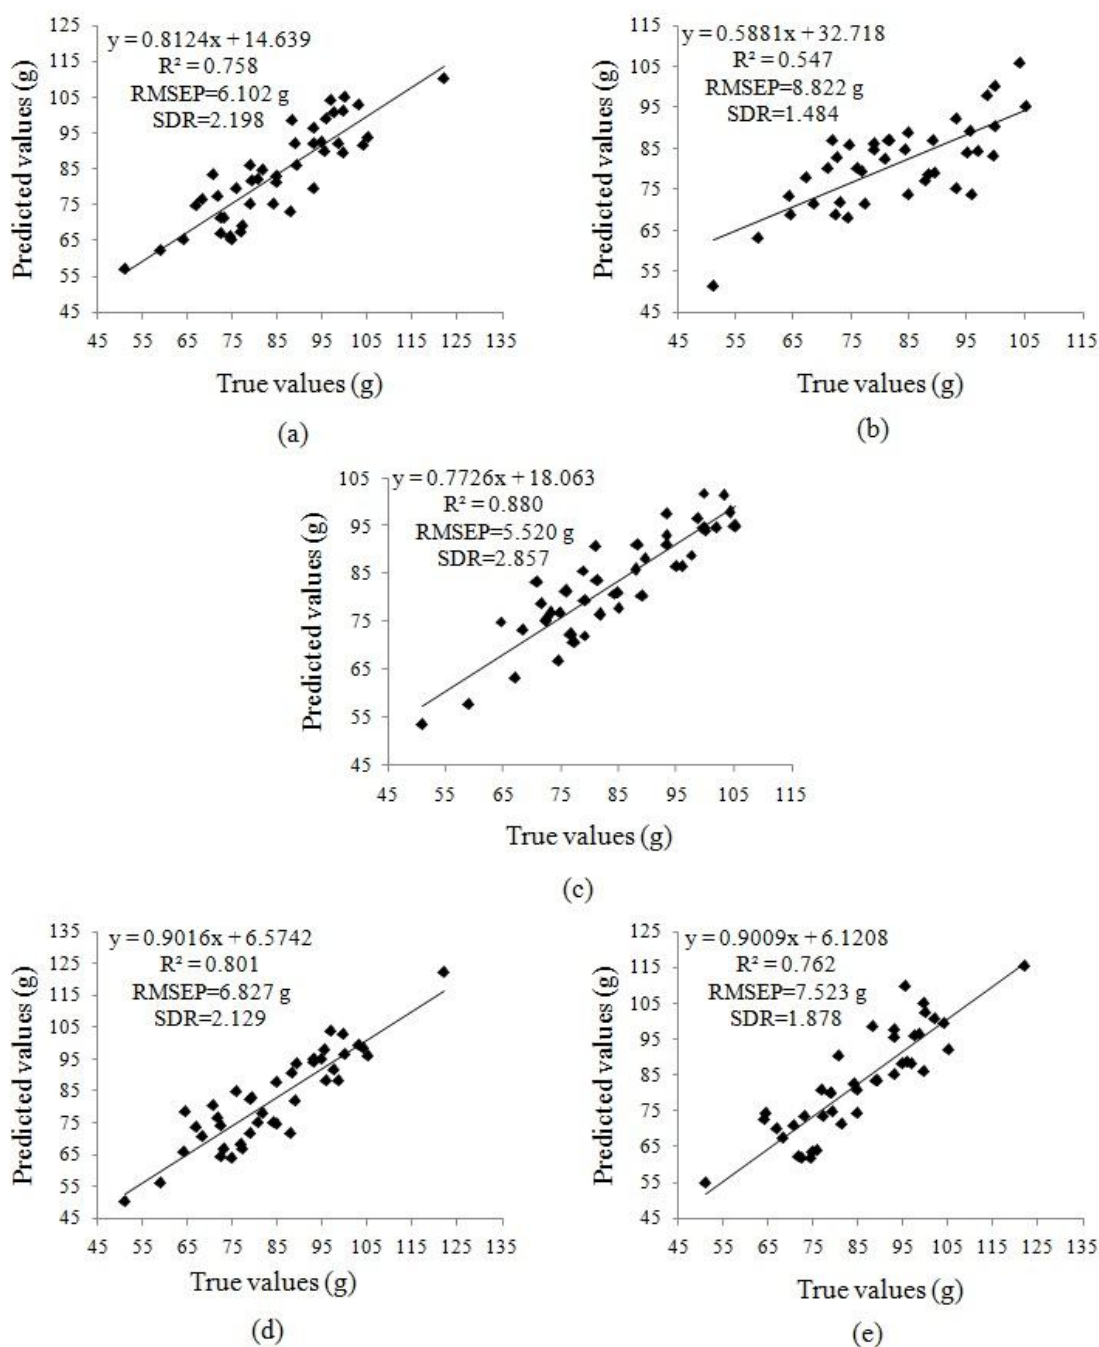 125
115
105
95
85
75
65
55
45
y = 0.8124x + 14.639
R² = 0.758
RMSEP=6.102 g
SDR=2.198
Predicted values (g)
45 55 65 75 85 95 105 115 125 135
True values (g)
(a)
115
105
95
85
75
65
55
45
y = 0.5881x + 32.718
R² = 0.547
RMSEP=8.822 g
SDR=1.484
Predicted values (g)
45 55 65 75 85 95 105 115
True values (g)
(b)
105
95
85
75
65
55
45
y = 0.7726x + 18.063
R² = 0.880
RMSEP=5.520 g
SDR=2.857
Predicted values (g)
45 55 65 75 85 95 105 115
True values (g)
(c)
135
125
115
105
95
85
75
65
55
45
y = 0.9016x + 6.5742
R² = 0.801
RMSEP=6.827 g
SDR=2.129
Predicted values (g)
45 55 65 75 85 95 105 115 125 135
True values (g)
(d)
125
115
105
95
85
75
65
55
45
y = 0.9009x + 6.1208
R² = 0.762
RMSEP=7.523 g
SDR=1.878
Predicted values (g)
45 55 65 75 85 95 105 115 125 135
True values (g)
(e)